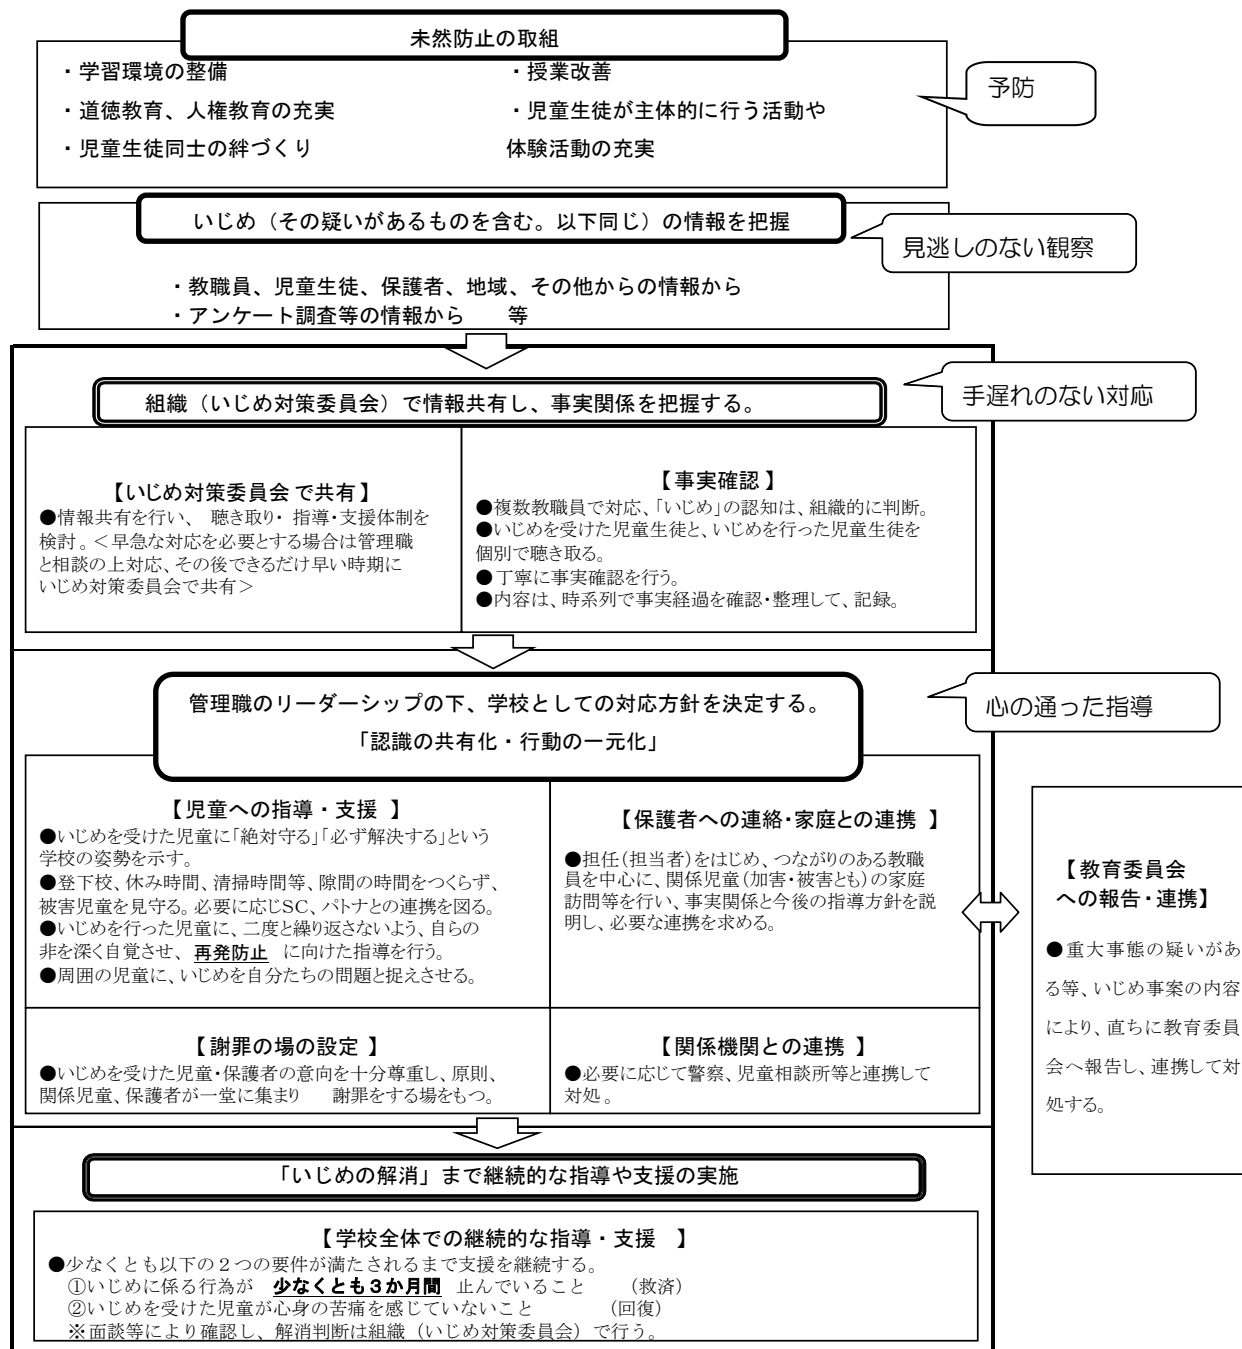 未然防止の取組
・学習環境の整備
・道徳教育、人権教育の充実
・児童生徒同士の絆づくり
・授業改善
・児童生徒が主体的に行う活動や
体験活動の充実
予防
いじめ（その疑いがあるものを含む。以下同じ）の情報を把握
見逃しのない観察
・教職員、児童生徒、保護者、地域、その他からの情報から
・アンケート調査等の情報から　　等
手遅れのない対応
組織（いじめ対策委員会）で情報共有し、事実関係を把握する。
【いじめ対策委員会で共有】
●情報共有を行い、 聴き取り・ 指導・支援体制を
検討。＜早急な対応を必要とする場合は管理職
と相談の上対応、その後できるだけ早い時期に
いじめ対策委員会で共有＞
【事実確認】
●複数教職員で対応、「いじめ」の認知は、組織的に判断。
●いじめを受けた児童生徒と、いじめを行った児童生徒を
個別で聴き取る。
●丁寧に事実確認を行う。
●内容は、時系列で事実経過を確認・整理して、記録。
管理職のリーダーシップの下、学校としての対応方針を決定する。
「認識の共有化・行動の一元化」
心の通った指導
【児童への指導・支援 】
●いじめを受けた児童に「絶対守る」「必ず解決する」という
学校の姿勢を示す。
●登下校、休み時間、清掃時間等、隙間の時間をつくらず、
被害児童を見守る。必要に応じSC、パトナとの連携を図る。
●いじめを行った児童に、二度と繰り返さないよう、自らの
非を深く自覚させ、 再発防止 に向けた指導を行う。
●周囲の児童に、いじめを自分たちの問題と捉えさせる。
【保護者への連絡・家庭との連携 】
●担任（担当者）をはじめ、つながりのある教職
員を中心に、関係児童（加害・被害とも）の家庭
訪問等を行い、事実関係と今後の指導方針を説
明し、必要な連携を求める。
【謝罪の場の設定 】
●いじめを受けた児童・保護者の意向を十分尊重し、原則、
関係児童、保護者が一堂に集まり　謝罪をする場をもつ。
【関係機関との連携 】
●必要に応じて警察、児童相談所等と連携して
対処。
【教育委員会
への報告・連携】
●重大事態の疑いがあ
る等、いじめ事案の内容
により、直ちに教育委員
会へ報告し、連携して対
処する。
「いじめの解消」まで継続的な指導や支援の実施
【学校全体での継続的な指導・支援　】
●少なくとも以下の２つの要件が満たされるまで支援を継続する。
①いじめに係る行為が　少なくとも３か月間　止んでいること　　（救済）
②いじめを受けた児童が心身の苦痛を感じていないこと　　　（回復）
※面談等により確認し、解消判断は組織（いじめ対策委員会）で行う。